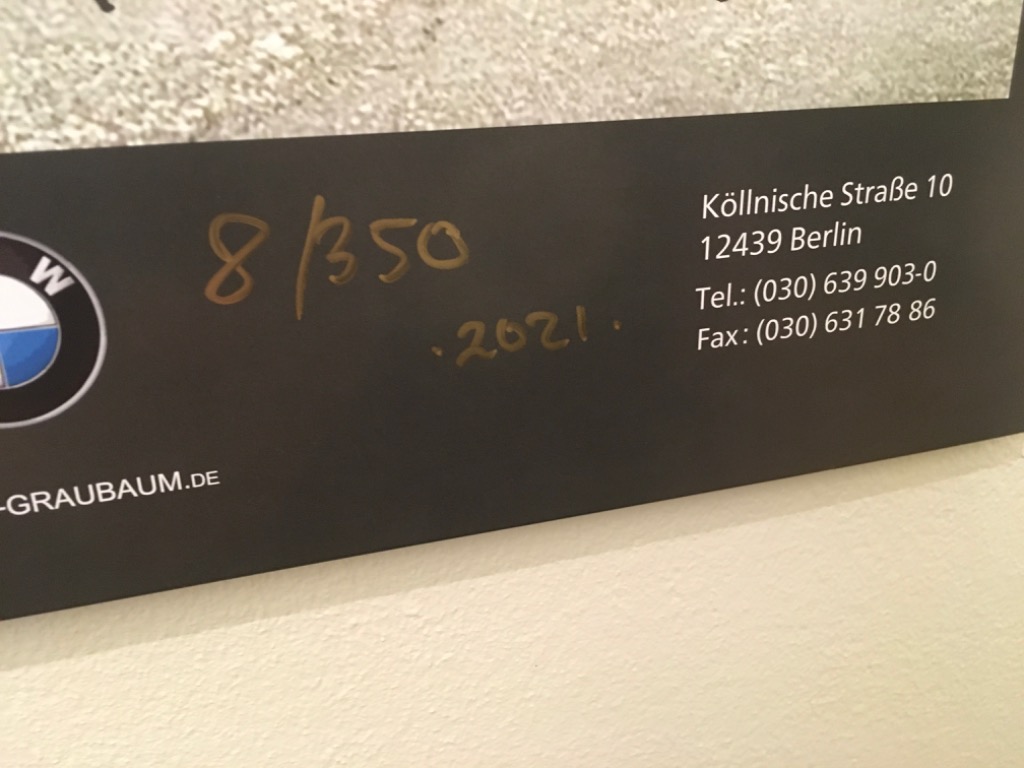 W
8/350
.2021.
-GRAUBAUM.DE
Köllnische Straße 10
12439 Berlin
Tel.: (030) 639 903-0
Fax: (030) 631 78 86